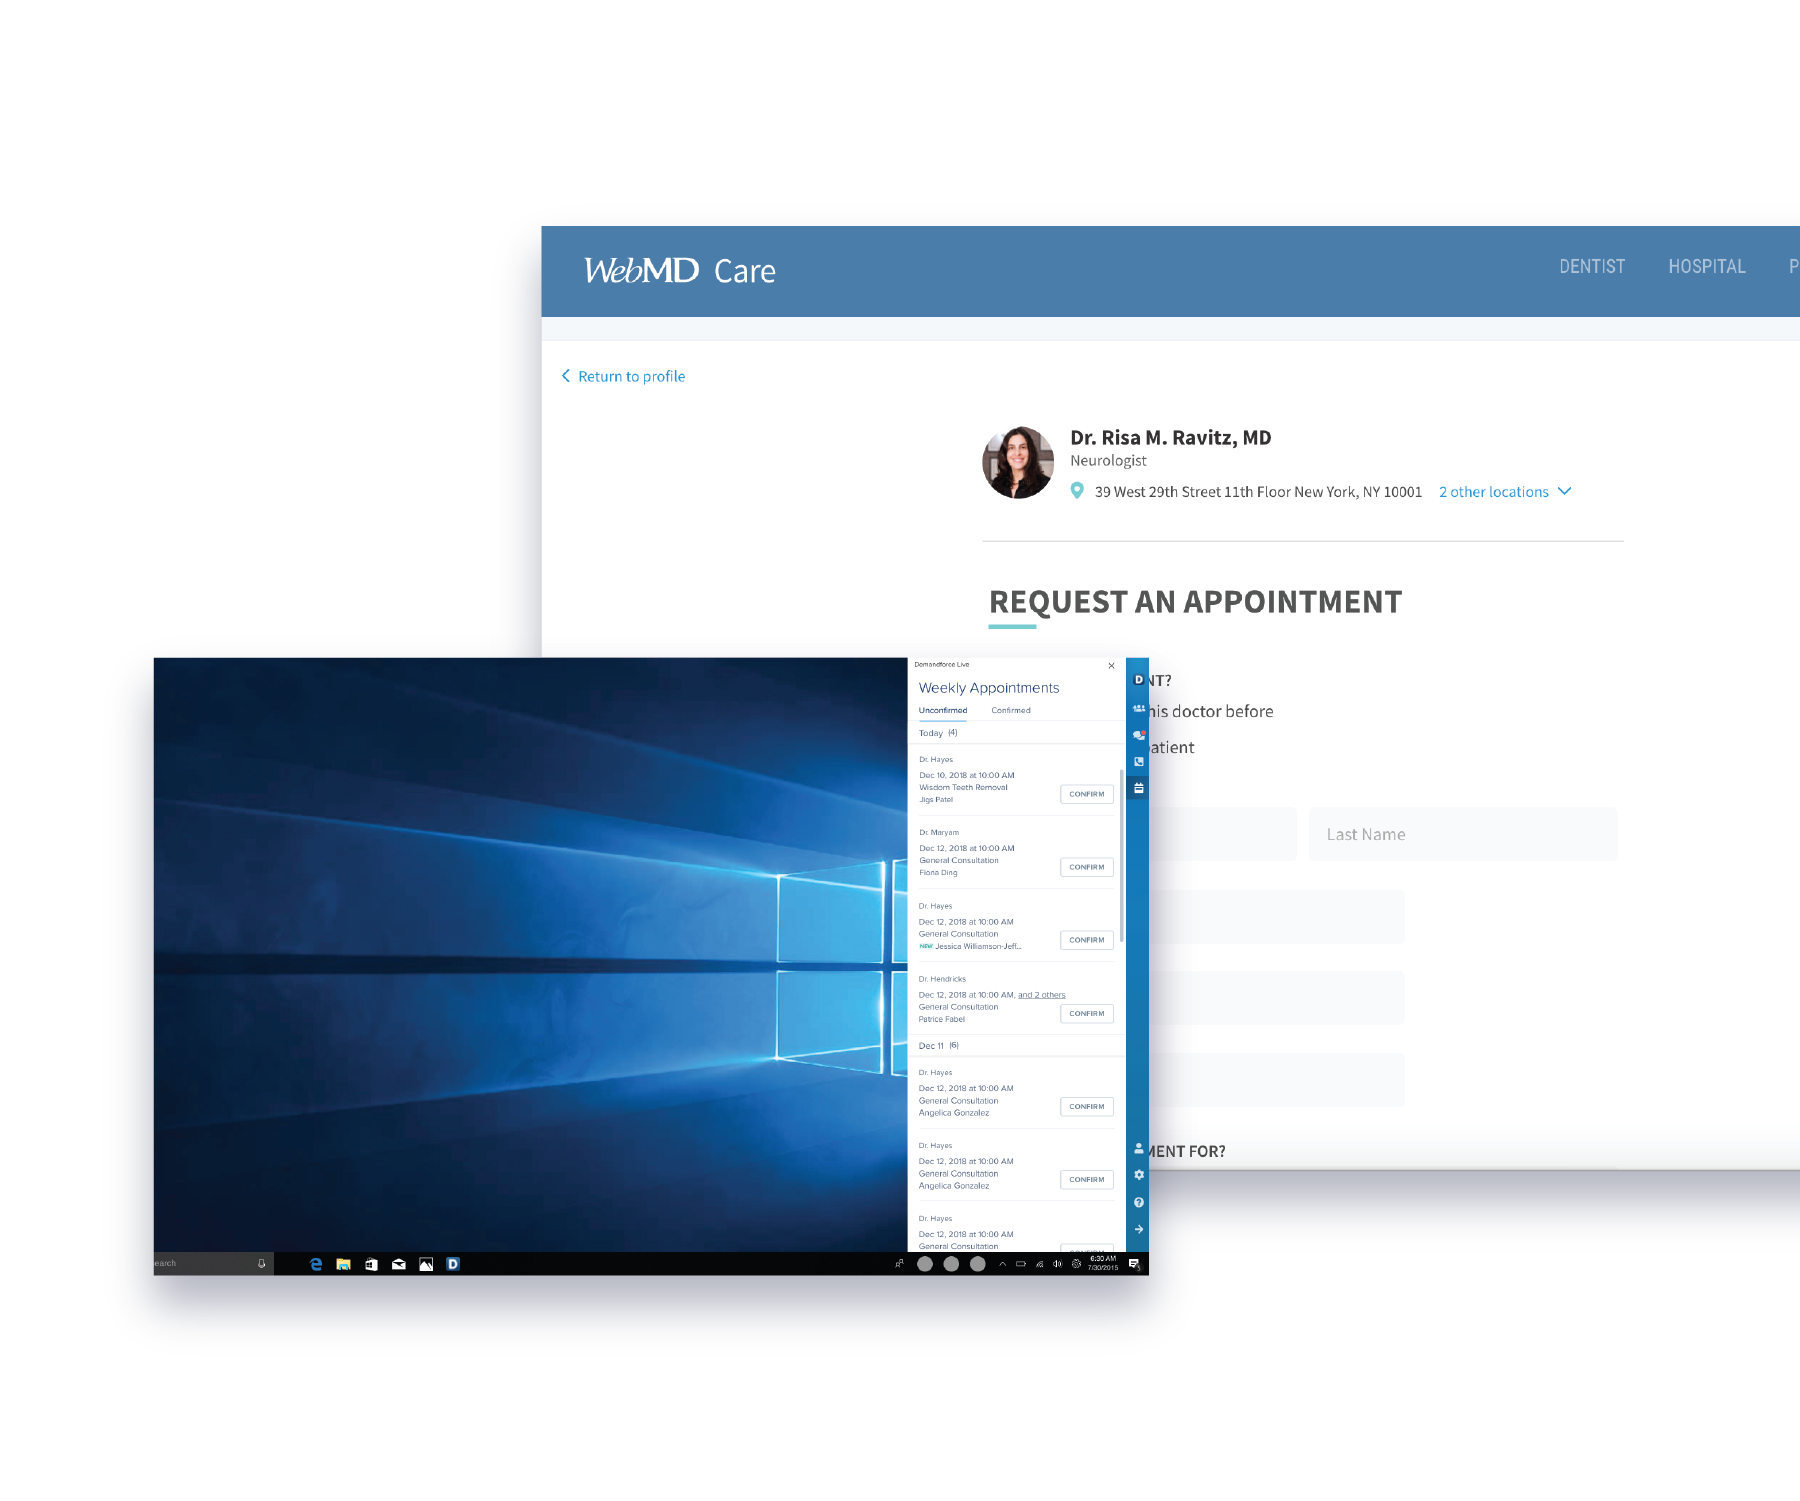 WebMD Care
DENTIST HOSPITAL P
Return to profile
Dr. Risa M. Ravitz, MD
Neurologist
39 West 29th Street 11th Floor New York, NY 10001 2 other locations
REQUEST AN APPOINTMENT
NT?
his doctor before
patient
Last Name
MENT FOR?
Demandforce Live
Weekly Appointments
Unconfirmed Confirmed
Today (4)
Dr. Hayes
Dec 10, 2018 at 10:00 AM
Wisdom Teeth Removal
Jigs Patel
CONFIRM
Dr. Maryam
Dec 12, 2018 at 10:00 AM
General Consultation
Fiona Ding
CONFIRM
Dr. Hayes
Dec 12, 2018 at 10:00 AM
General Consultation
NEW Jessica Williamson-Jeff...
CONFIRM
Dr. Hendricks
Dec 12, 2018 at 10:00 AM, and 2 others
General Consultation
Patrice Fabel
CONFIRM
Dec 11 (6)
Dr. Hayes
Dec 12, 2018 at 10:00 AM
General Consultation
Angelica Gonzalez
CONFIRM
Dr. Hayes
Dec 12, 2018 at 10:00 AM
General Consultation
Angelica Gonzalez
CONFIRM
Dr. Hayes
Dec 12, 2018 at 10:00 AM
General Consultation
CONFIRM
D
earch
D
6:30 AM
7/30/2015